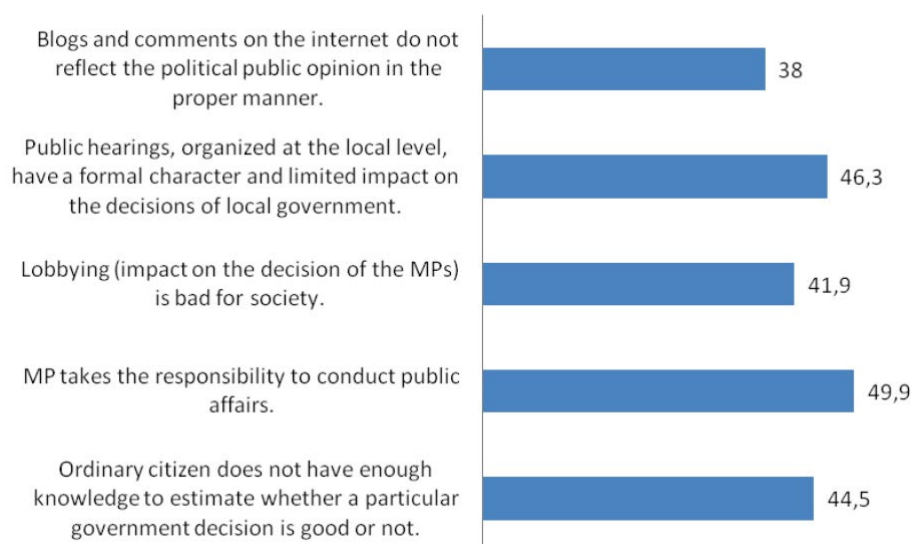 Blogs and comments on the internet do not
reflect the political public opinion in the
proper manner.
38
Public hearings, organized at the local level,
have a formal character and limited impact on
the decisions of local government.
46,3
Lobbying (impact on the decision of the MPs)
is bad for society.
41,9
MP takes the responsibility to conduct public
affairs.
49,9
Ordinary citizen does not have enough
knowledge to estimate whether a particular
government decision is good or not.
44,5